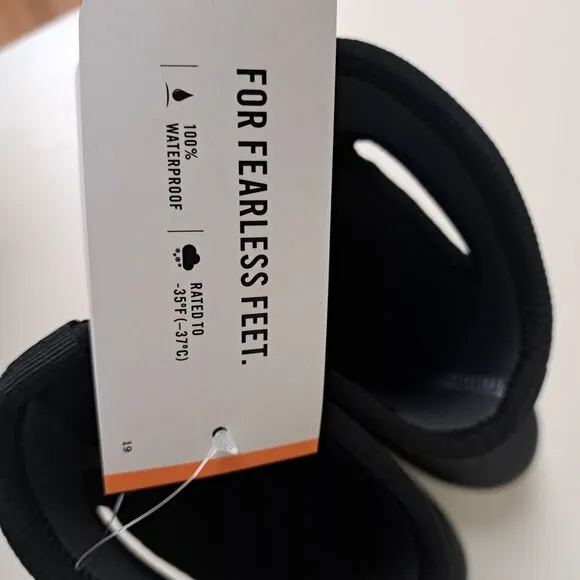 FOR FEARLESS FEET.
100%
WATERPROOF
RATED TO
-35°F (-37°C)
19